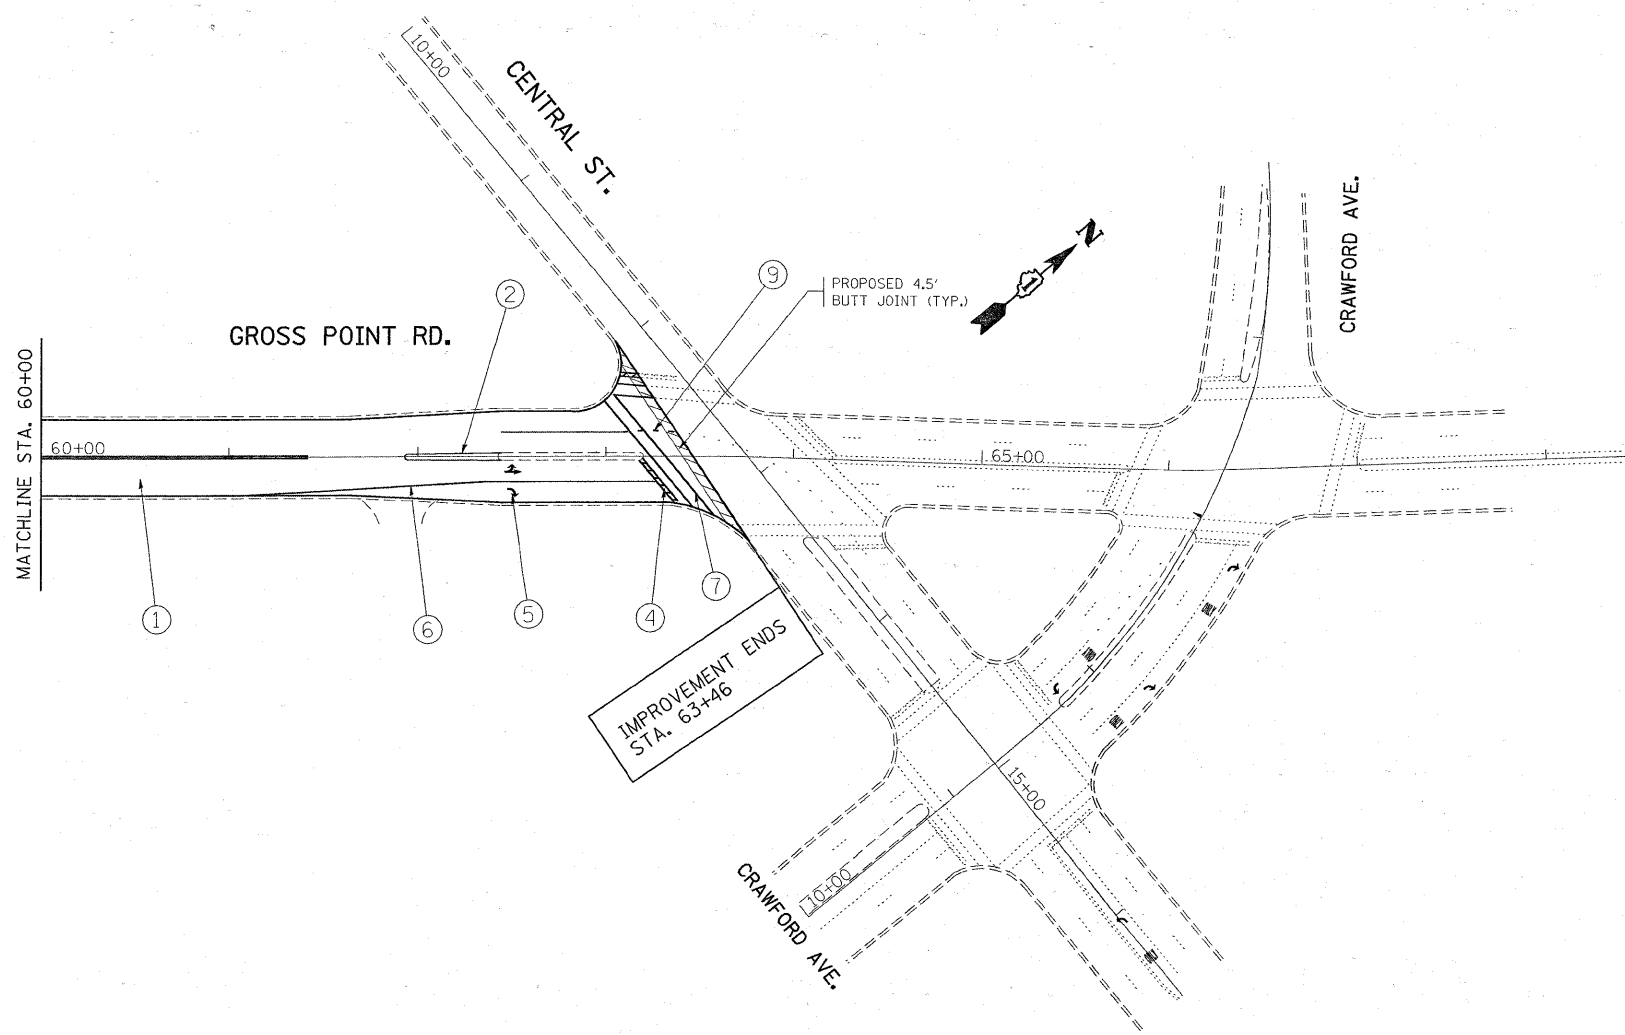 10+00
CENTRAL ST.
CRAWFORD AVE.
N
1
9
PROPOSED 4.5'
BUTT JOINT (TYP.)
2
GROSS POINT RD.
MATCHLINE STA. 60+00
60+00
65+00
1
6
5
4
7
IMPROVEMENT ENDS
STA. 63+46
15+00
10+00
CRAWFORD AVE.